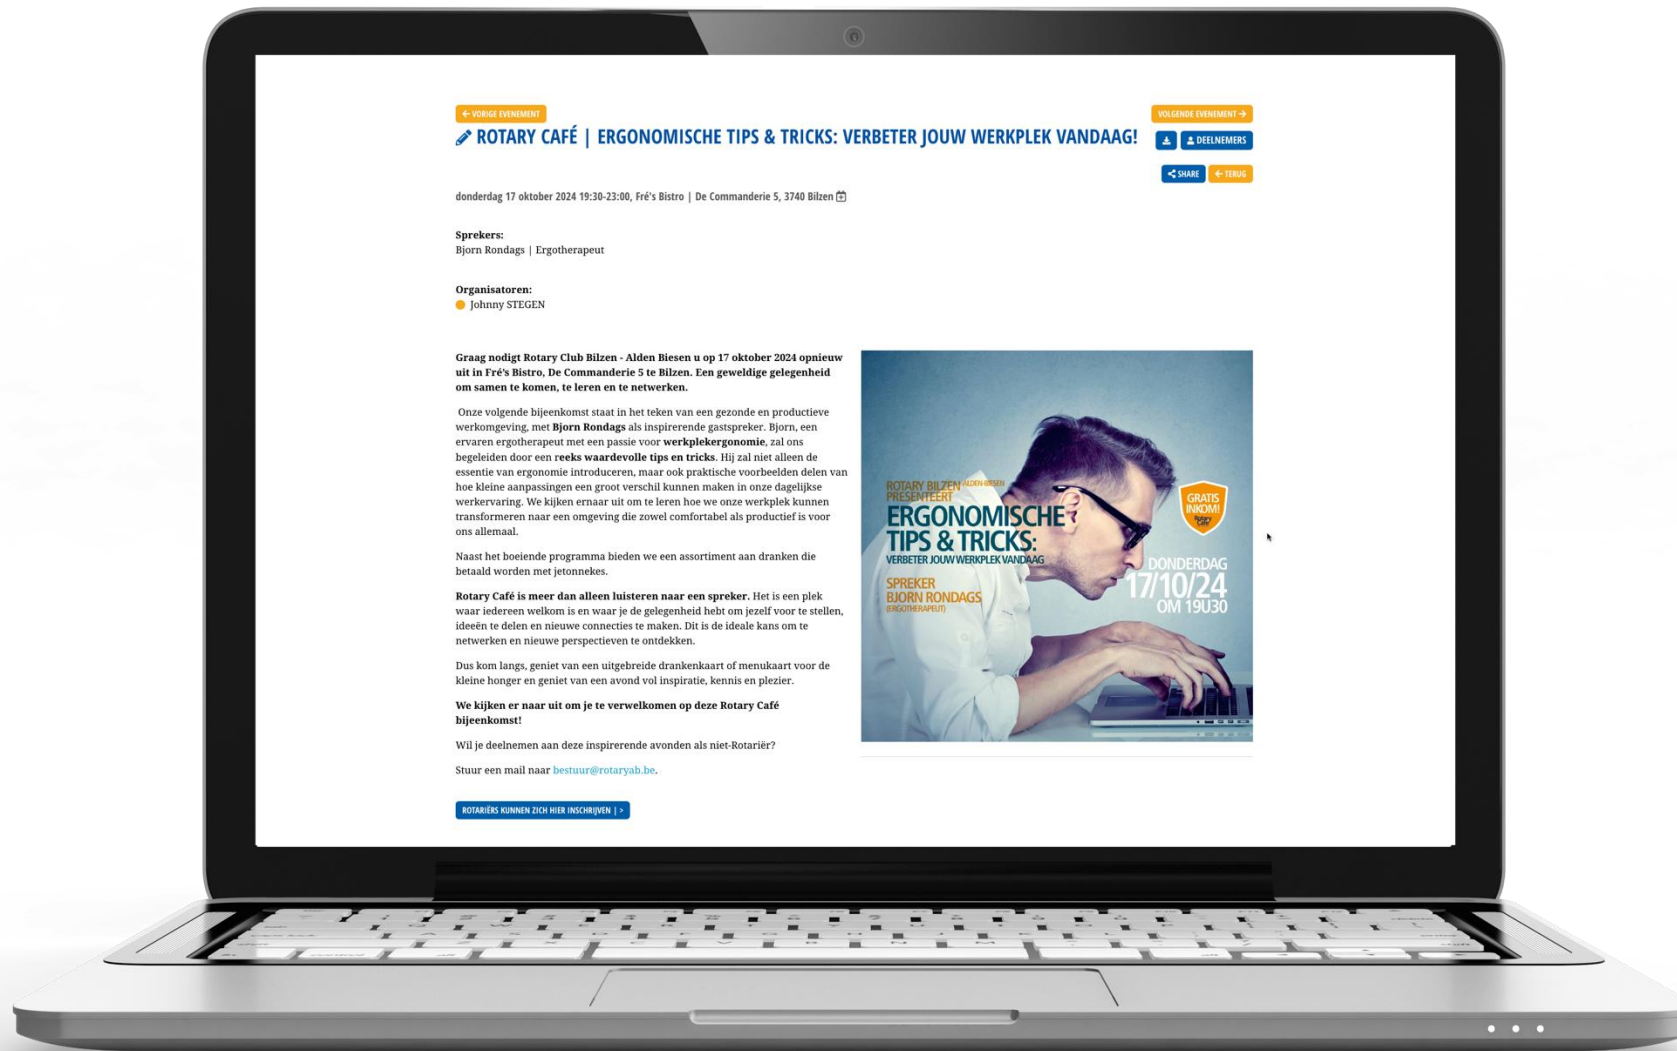 ← VORIGE EVENEMENT
VOLGENDE EVENEMENT →
ROTARY CAFÉ | ERGONOMISCHE TIPS & TRICKS: VERBETER JOUW WERKPLEK VANDAAG!
DEELNEMERS
SHARE
← TERUG
donderdag 17 oktober 2024 19:30-23:00, Fré's Bistro | De Commanderie 5, 3740 Bilzen
Sprekers:
Bjorn Rondags | Ergotherapeut
Organisatoren:
Johnny STEGEN
Graag nodigt Rotary Club Bilzen - Alden Biesen u op 17 oktober 2024 opnieuw
uit in Fré's Bistro, De Commanderie 5 te Bilzen. Een geweldige gelegenheid
om samen te komen, te leren en te netwerken.
Onze volgende bijeenkomst staat in het teken van een gezonde en productieve
werkomgeving, met Bjorn Rondags als inspirerende gastspreker. Bjorn, een
ervaren ergotherapeut met een passie voor werkplekergonomie, zal ons
begeleiden door een reeks waardevolle tips en tricks. Hij zal niet alleen de
essentie van ergonomie introduceren, maar ook praktische voorbeelden delen van
hoe kleine aanpassingen een groot verschil kunnen maken in onze dagelijkse
werkervaring. We kijken ernaar uit om te leren hoe we onze werkplek kunnen
transformeren naar een omgeving die zowel comfortabel als productief is voor
ons allemaal.
Naast het boeiende programma bieden we een assortiment aan dranken die
betaald worden met jetonnekes.
Rotary Café is meer dan alleen luisteren naar een spreker. Het is een plek
waar iedereen welkom is en waar je de gelegenheid hebt om jezelf voor te stellen,
ideeën te delen en nieuwe connecties te maken. Dit is de ideale kans om te
netwerken en nieuwe perspectieven te ontdekken.
Dus kom langs, geniet van een uitgebreide drankenkaart of menukaart voor de
kleine honger en geniet van een avond vol inspiratie, kennis en plezier.
We kijken er naar uit om je te verwelkomen op deze Rotary Café
bijeenkomst!
Wil je deelnemen aan deze inspirerende avonden als niet-Rotariër?
Stuur een mail naar bestuur@rotaryab.be.
ROTARIËRS KUNNEN ZICH HIER INSCHRIJVEN | >
ROTARY BILZEN -ALDEN-BIESEN
PRESENTEERT
ERGONOMISCHE
TIPS & TRICKS:
VERBETER JOUW WERKPLEK VANDAAG
SPREKER
BJORN RONDAGS
(ERGOTHERAPEUT)
GRATIS
INKOM!
Rotary
Café
DONDERDAG
17/10/24
OM 19U30